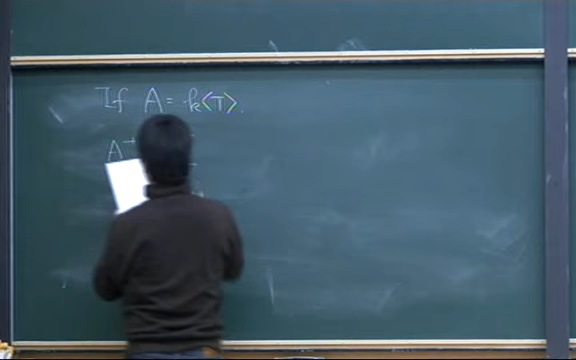 If A = k<T>.
A